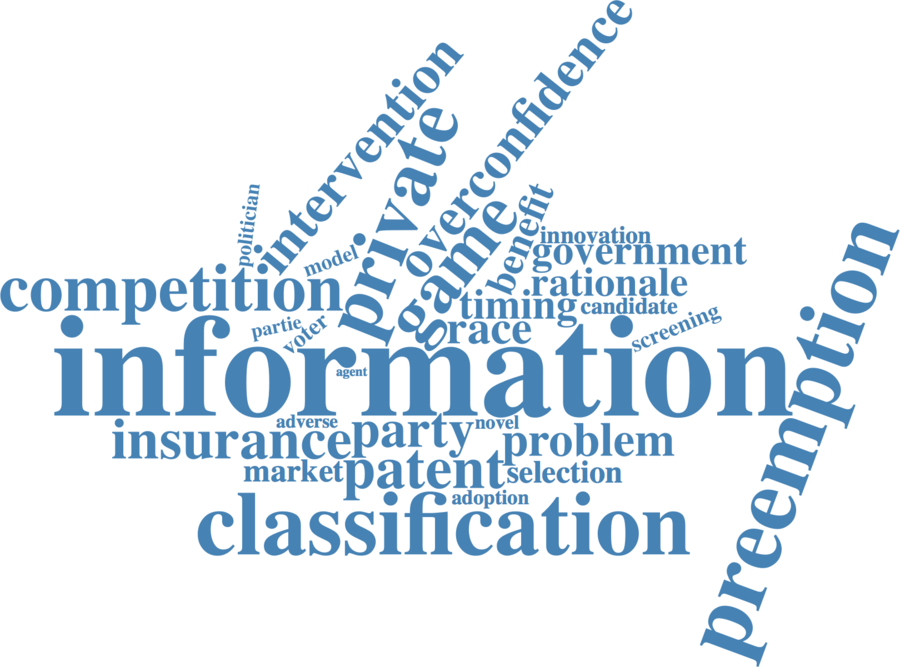 overconfidence
intervention
private
politician
model
game
benefit
innovation
government
competition
rationale
timing
candidate
preemption
partie
voter
race
screening
information
agent
adverse
novel
insurance
party
problem
market
patent
selection
adoption
classification